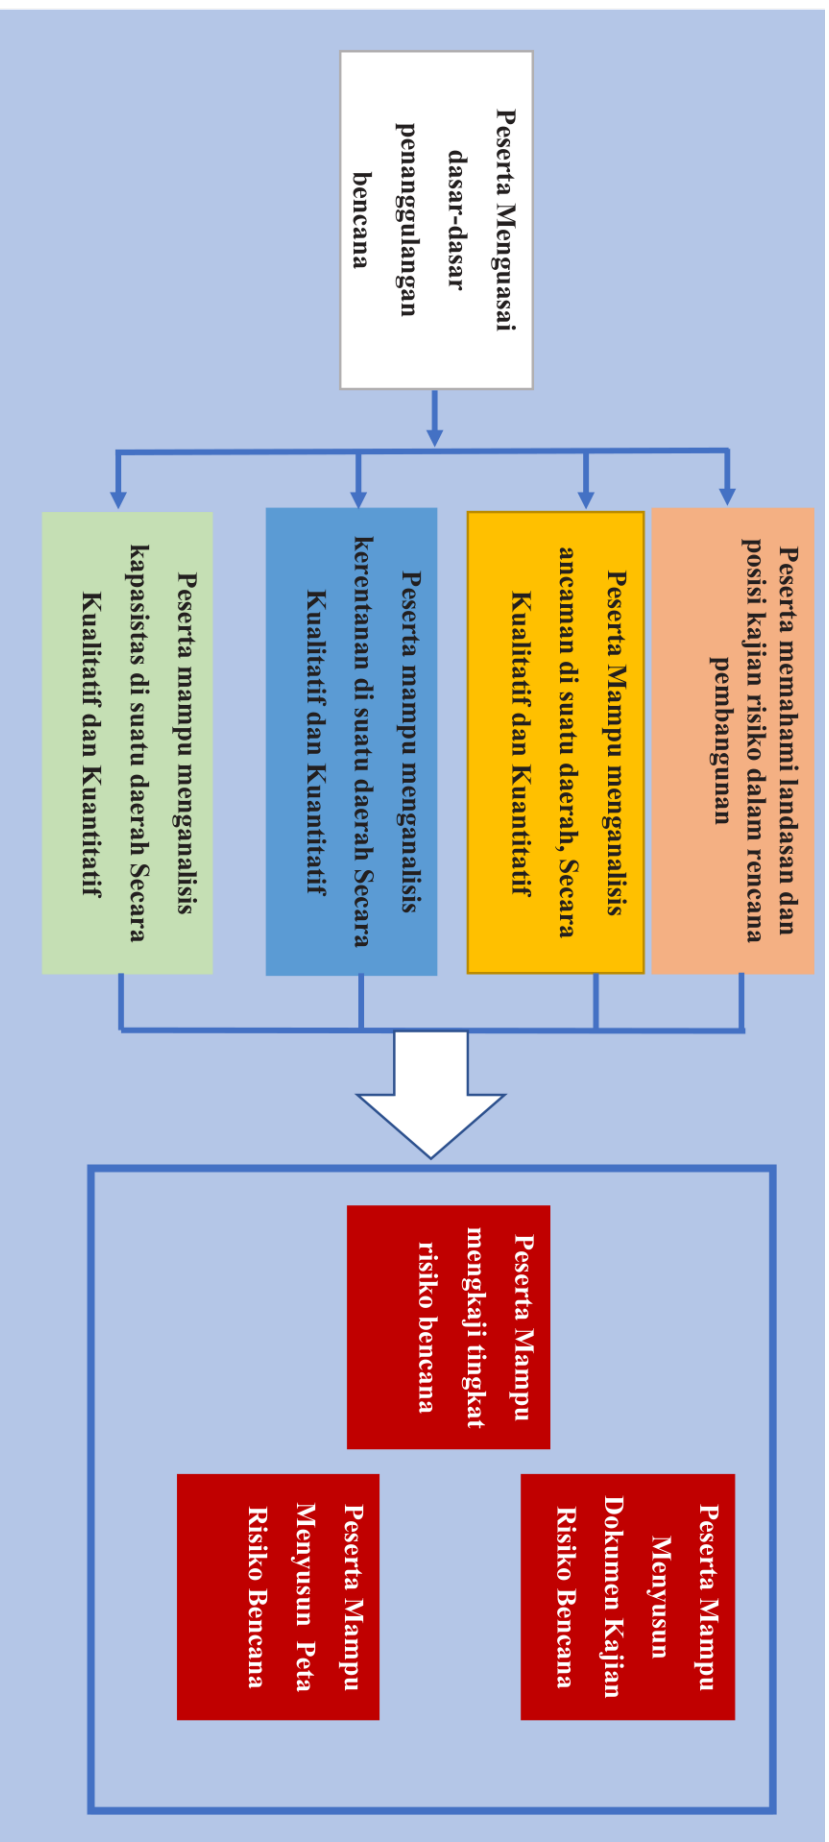 Peserta Menguasai
dasar-dasar
penanggulangan
bencana
Peserta memahami landasan dan
posisi kajian risiko dalam rencana
pembangunan
Peserta Mampu menganalisis
ancaman di suatu daerah, Secara
Kualitatif dan Kuantitatif
Peserta mampu menganalisis
kerentanan di suatu daerah Secara
Kualitatif dan Kuantitatif
Peserta mampu menganalisis
kapasistas di suatu daerah Secara
Kualitatif dan Kuantitatif
Peserta Mampu
mengkaji tingkat
risiko bencana
Peserta Mampu
Menyusun
Dokumen Kajian
Risiko Bencana
Peserta Mampu
Menyusun Peta
Risiko Bencana